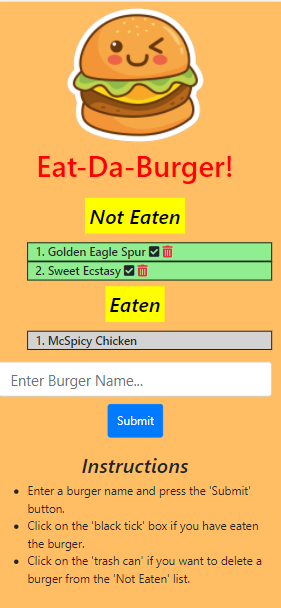 Eat-Da-Burger!
Not Eaten
1. Golden Eagle Spur
2. Sweet Ecstasy
Eaten
1. McSpicy Chicken
Enter Burger Name...
Submit
Instructions
Enter a burger name and press the 'Submit'
button.
Click on the 'black tick' box if you have eaten
the burger.
Click on the 'trash can' if you want to delete a
burger from the 'Not Eaten' list.